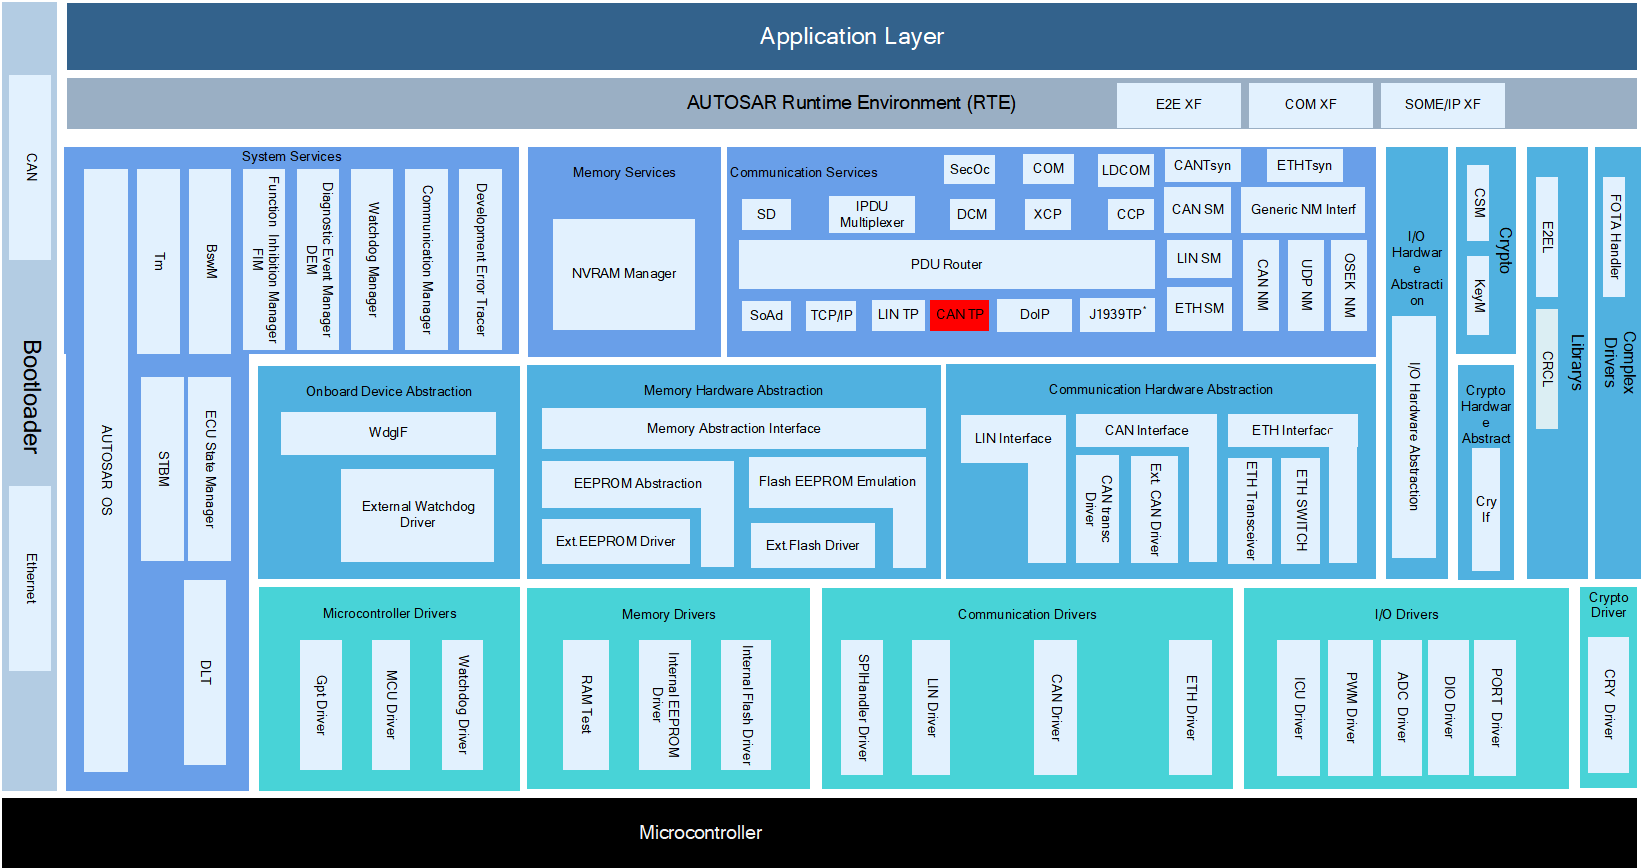 Application Layer
AUTOSAR Runtime Environment (RTE)
E2E XF
COM XF
SOME/IP XF
CAN
Bootloader
Ethernet
System Services
AUTOSAR OS
Tm
BswM
Function Inhibition Manager
FIM
Diagnostic Event Manager
DEM
Watchdog Manager
Communication Manager
Development Error Tracer
STBM
ECU State Manager
DLT
Memory Services
NVRAM Manager
Communication Services
SecOc
COM
LDCOM
CANTsyn
ETHTsyn
SD
IPDU
Multiplexer
DCM
XCP
CCP
CAN SM
Generic NM Interf
PDU Router
LIN SM
ETH SM
CAN NM
UDP NM
OSEK NM
SoAd
TCP/IP
LIN TP
CAN TP
DoIP
J1939TP*
I/O
Hardwar
e
Abstracti
on
I/O Hardware Abstraction
CSM
KeyM
Crypto
Crypto
Hardwar
e
Abstract
Cry
If
E2EL
CRCL
Librarys
FOTA Handler
Complex
Drivers
Onboard Device Abstraction
WdgIF
External Watchdog
Driver
Memory Hardware Abstraction
Memory Abstraction Interface
EEPROM Abstraction
Flash EEPROM Emulation
Ext.EEPROM Driver
Ext.Flash Driver
Communication Hardware Abstraction
LIN Interface
CAN Interface
ETH Interface
CAN transc
Driver
Ext. CAN Driver
ETH Transceiver
ETH SWITCH
Microcontroller Drivers
Gpt Driver
MCU Driver
Watchdog Driver
Memory Drivers
RAM Test
Internal EEPROM
Driver
Internal Flash Driver
Communication Drivers
SPIHandler Driver
LIN Driver
CAN Driver
ETH Driver
I/O Drivers
ICU Driver
PWM Driver
ADC Driver
DIO Driver
PORT Driver
Crypto
Driver
CRY Driver
Microcontroller